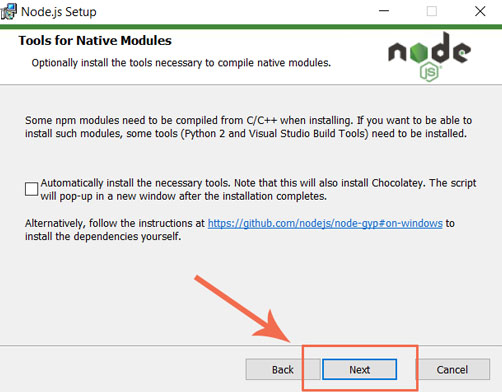 Node.js Setup
Tools for Native Modules
Optionally install the tools necessary to compile native modules.
node
JS
Some npm modules need to be compiled from C/C++ when installing. If you want to be able to
install such modules, some tools (Python 2 and Visual Studio Build Tools) need to be installed.
Automatically install the necessary tools. Note that this will also install Chocolatey. The script
will pop-up in a new window after the installation completes.
Alternatively, follow the instructions at https://github.com/nodejs/node-gyp#on-windows to
install the dependencies yourself.
Back Next Cancel